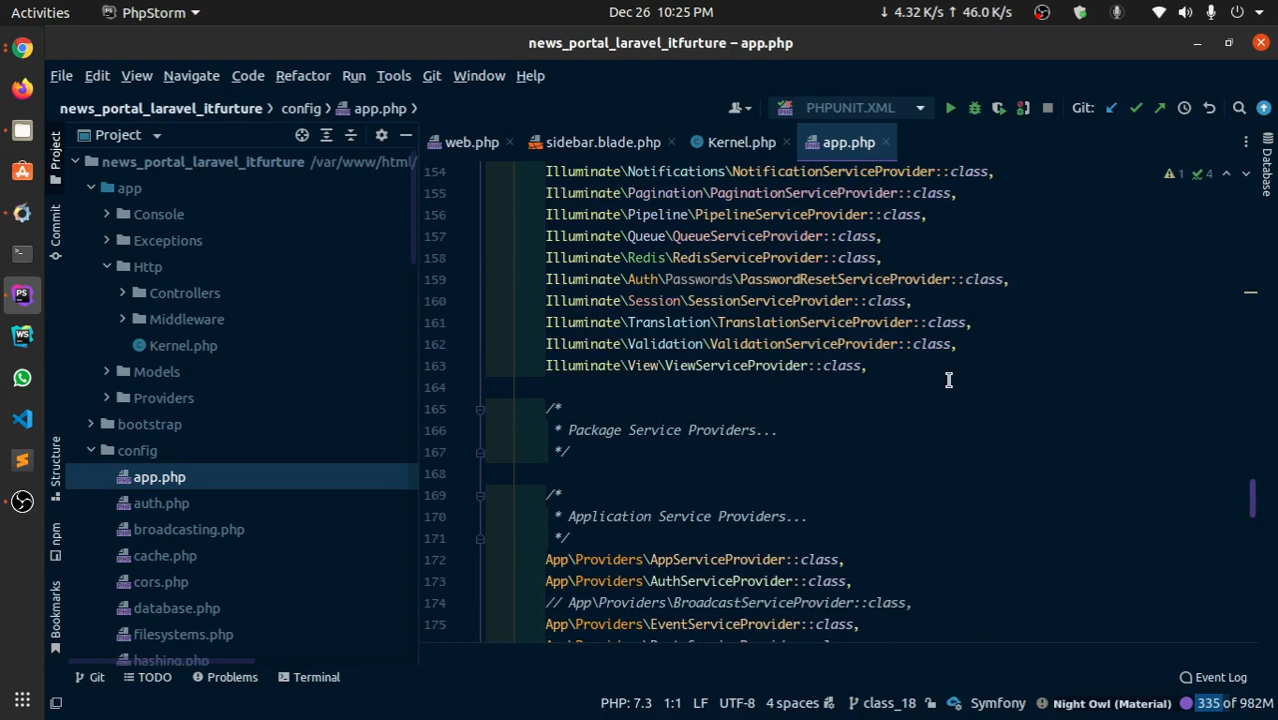 Activities PhpStorm Dec 26 10:25 PM ↓ 4.32 K/s ↑ 46.0 K/s
news_portal_laravel_itfurture – app.php
File Edit View Navigate Code Refactor Run Tools Git Window Help
news_portal_laravel_itfurture config app.php PHPUNIT.XML Git:
Project web.php sidebar.blade.php Kernel.php app.php
news_portal_laravel_itfurture /var/www/html/
app
Console
Exceptions
Http
Controllers
Middleware
Kernel.php
Models
Providers
bootstrap
config
app.php
auth.php
broadcasting.php
cache.php
cors.php
database.php
filesystems.php
hashing.php
Project
Commit
Structure
npm
Bookmarks
Database
1 4
154 Illuminate\Notifications\NotificationServiceProvider::class,
155 Illuminate\Pagination\PaginationServiceProvider::class,
156 Illuminate\Pipeline\PipelineServiceProvider::class,
157 Illuminate\Queue\QueueServiceProvider::class,
158 Illuminate\Redis\RedisServiceProvider::class,
159 Illuminate\Auth\Passwords\PasswordResetServiceProvider::class,
160 Illuminate\Session\SessionServiceProvider::class,
161 Illuminate\Translation\TranslationServiceProvider::class,
162 Illuminate\Validation\ValidationServiceProvider::class,
163 Illuminate\View\ViewServiceProvider::class,
164
165 /*
166 * Package Service Providers...
167 */
168
169 /*
170 * Application Service Providers...
171 */
172 App\Providers\AppServiceProvider::class,
173 App\Providers\AuthServiceProvider::class,
174 // App\Providers\BroadcastServiceProvider::class,
175 App\Providers\EventServiceProvider::class,
Git TODO Problems Terminal Event Log
PHP: 7.3 1:1 LF UTF-8 4 spaces class_18 Symfony Night Owl (Material) 335 of 982M